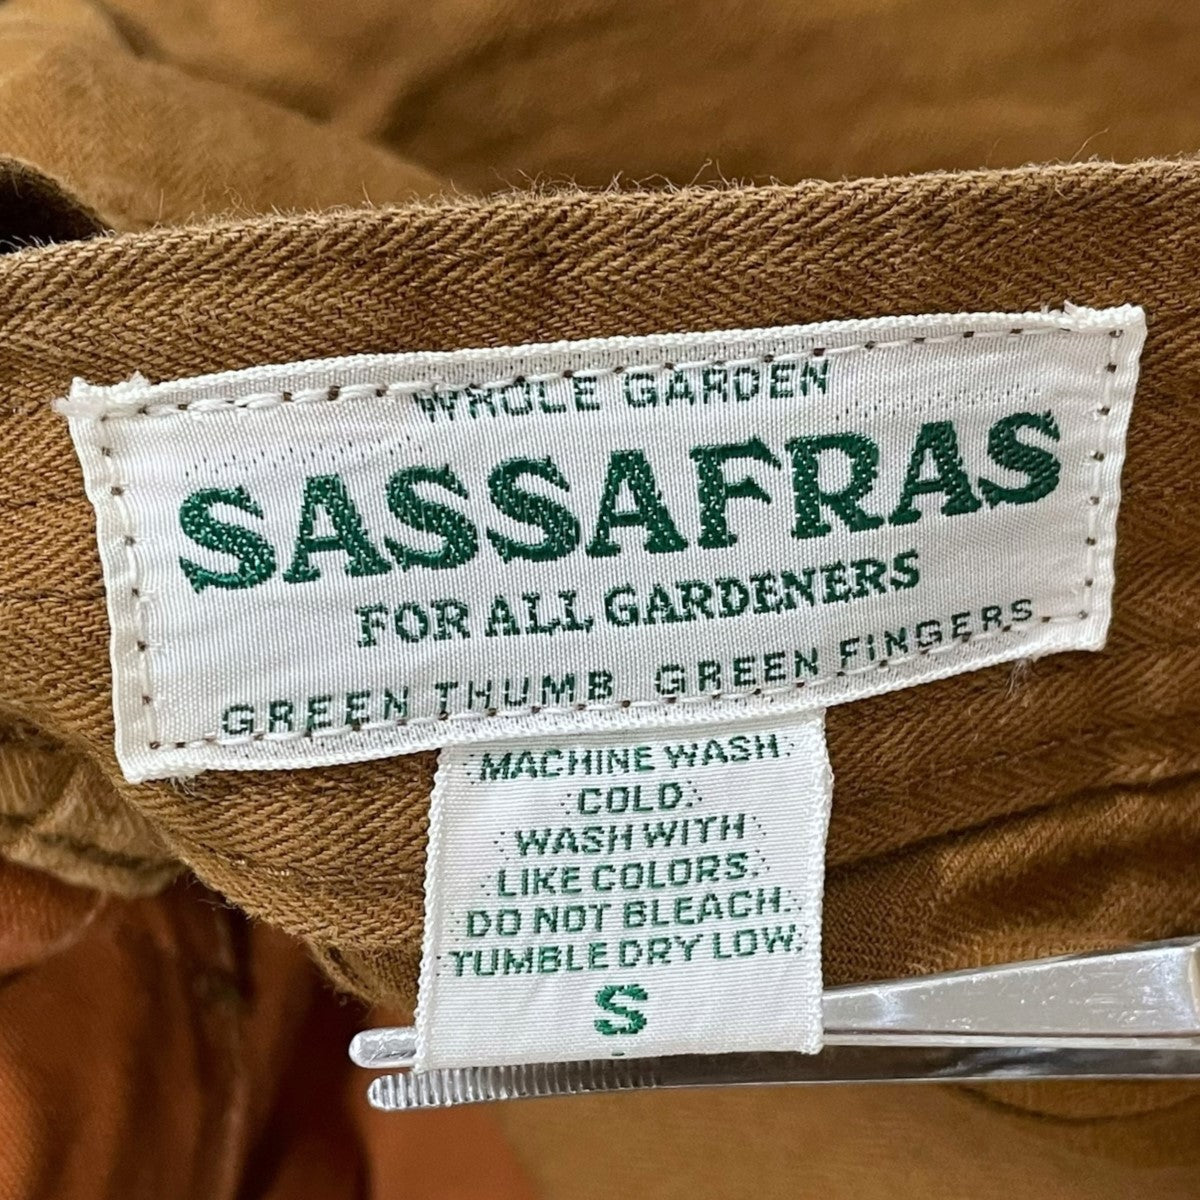 WHOLE GARDEN
SASSAFRAS
FOR ALL GARDENERS
GREEN THUMB GREEN FINGERS
MACHINE WASH
COLD.
WASH WITH
LIKE COLORS.
DO NOT BLEACH.
TUMBLE DRY LOW.
S